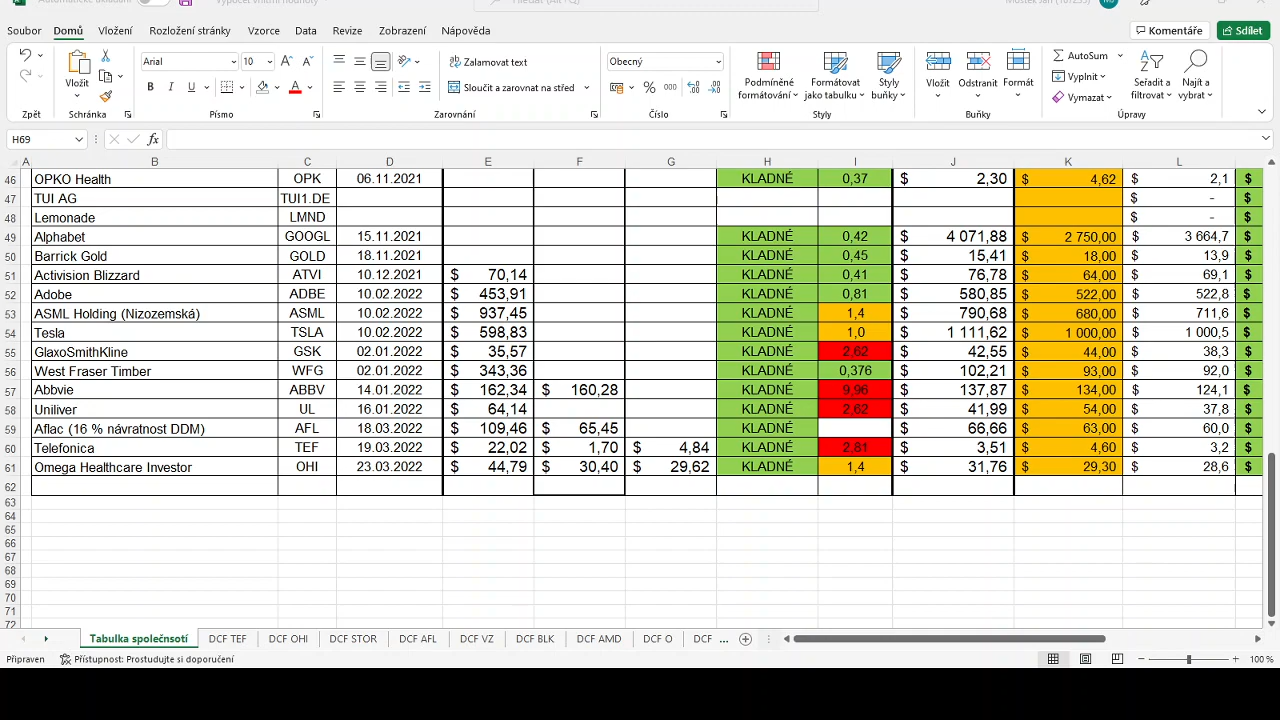 Soubor Domů Vložení Rozložení stránky Vzorce Data Revize Zobrazení Nápověda Komentáře Sdílet
Vložit Arial 10 Zalamovat text Obecný Podmíněné formátování Formátovat jako tabulku Styly buňky Vložit Odstranit Formát AutoSum Vyplnit Vymazat Seřadit a filtrovat Najít a vybrat
B I U A Sloučit a zarovnat na střed % 000
Zpět Schránka Písmo Zarovnání Číslo Styly Buňky Úpravy
H69 fx
A B C D E F G H I J K L
46 OPKO Health OPK 06.11.2021 KLADNÉ 0,37 $ 2,30 $ 4,62 $ 2,1 $
47 TUI AG TUI1.DE $ - $
48 Lemonade LMND $ - $
49 Alphabet GOOGL 15.11.2021 KLADNÉ 0,42 $ 4 071,88 $ 2 750,00 $ 3 664,7 $
50 Barrick Gold GOLD 18.11.2021 KLADNÉ 0,45 $ 15,41 $ 18,00 $ 13,9 $
51 Activision Blizzard ATVI 10.12.2021 $ 70,14 KLADNÉ 0,41 $ 76,78 $ 64,00 $ 69,1 $
52 Adobe ADBE 10.02.2022 $ 453,91 KLADNÉ 0,81 $ 580,85 $ 522,00 $ 522,8 $
53 ASML Holding (Nizozemská) ASML 10.02.2022 $ 937,45 KLADNÉ 1,4 $ 790,68 $ 680,00 $ 711,6 $
54 Tesla TSLA 10.02.2022 $ 598,83 KLADNÉ 1,0 $ 1 111,62 $ 1 000,00 $ 1 000,5 $
55 GlaxoSmithKline GSK 02.01.2022 $ 35,57 KLADNÉ 2,62 $ 42,55 $ 44,00 $ 38,3 $
56 West Fraser Timber WFG 02.01.2022 $ 343,36 KLADNÉ 0,376 $ 102,21 $ 93,00 $ 92,0 $
57 Abbvie ABBV 14.01.2022 $ 162,34 $ 160,28 KLADNÉ 9,96 $ 137,87 $ 134,00 $ 124,1 $
58 Uniliver UL 16.01.2022 $ 64,14 KLADNÉ 2,62 $ 41,99 $ 54,00 $ 37,8 $
59 Aflac (16 % návratnost DDM) AFL 18.03.2022 $ 109,46 $ 65,45 KLADNÉ $ 66,66 $ 63,00 $ 60,0 $
60 Telefonica TEF 19.03.2022 $ 22,02 $ 1,70 $ 4,84 KLADNÉ 2,81 $ 3,51 $ 4,60 $ 3,2 $
61 Omega Healthcare Investor OHI 23.03.2022 $ 44,79 $ 30,40 $ 29,62 KLADNÉ 1,4 $ 31,76 $ 29,30 $ 28,6 $
62
63
64
65
66
67
68
69
70
71
72
Tabulka společností DCF TEF DCF OHI DCF STOR DCF AFL DCF VZ DCF BLK DCF AMD DCF O DCF ...
Připraven Přístupnost: Prostudujte si doporučení 100 %